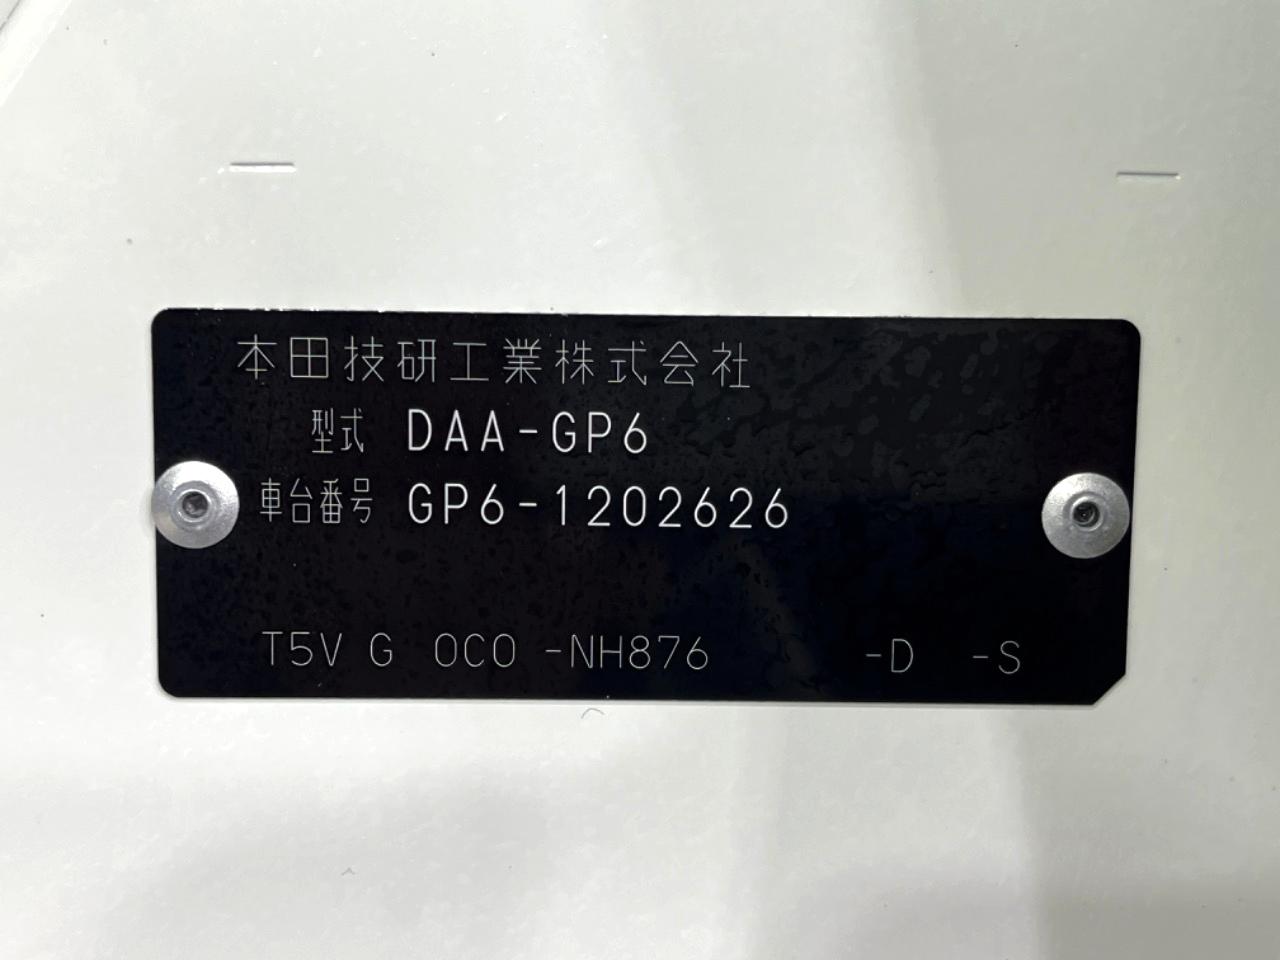 本田技研工業株式会社
型式 DAA-GP6
車台番号 GP6-1202626
T5V G 0C0 -NH876 -D -S